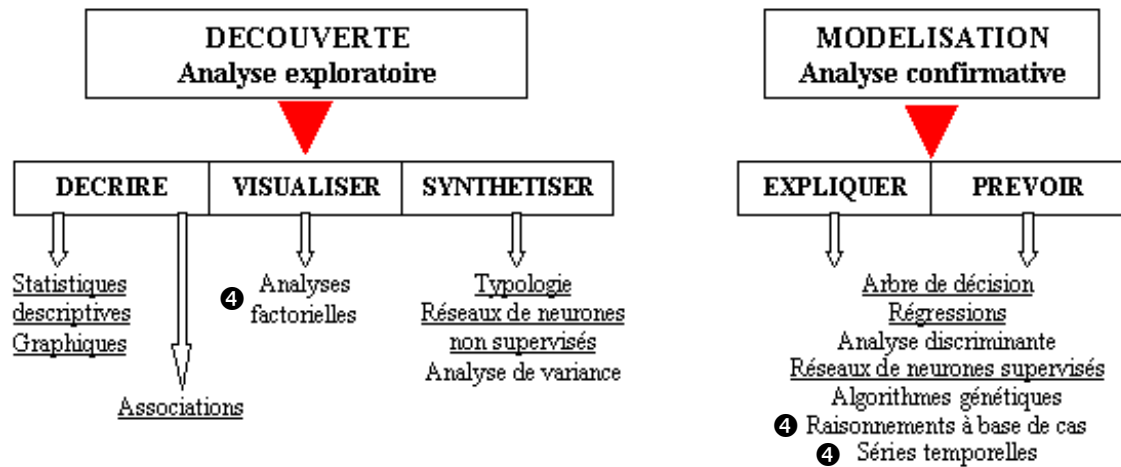 DECOUVERTE
Analyse exploratoire
DECRIRE
VISUALISER
SYNTHETISER
Statistiques
descriptives
Graphiques
Associations
❹ Analyses
factorielles
Typologie
Réseaux de neurones
non supervisés
Analyse de variance
MODELISATION
Analyse confirmative
EXPLIQUER
PREVOIR
Arbre de décision
Régressions
Analyse discriminante
Réseaux de neurones supervisés
Algorithmes génétiques
❹ Raisonnements à base de cas
❹ Séries temporelles